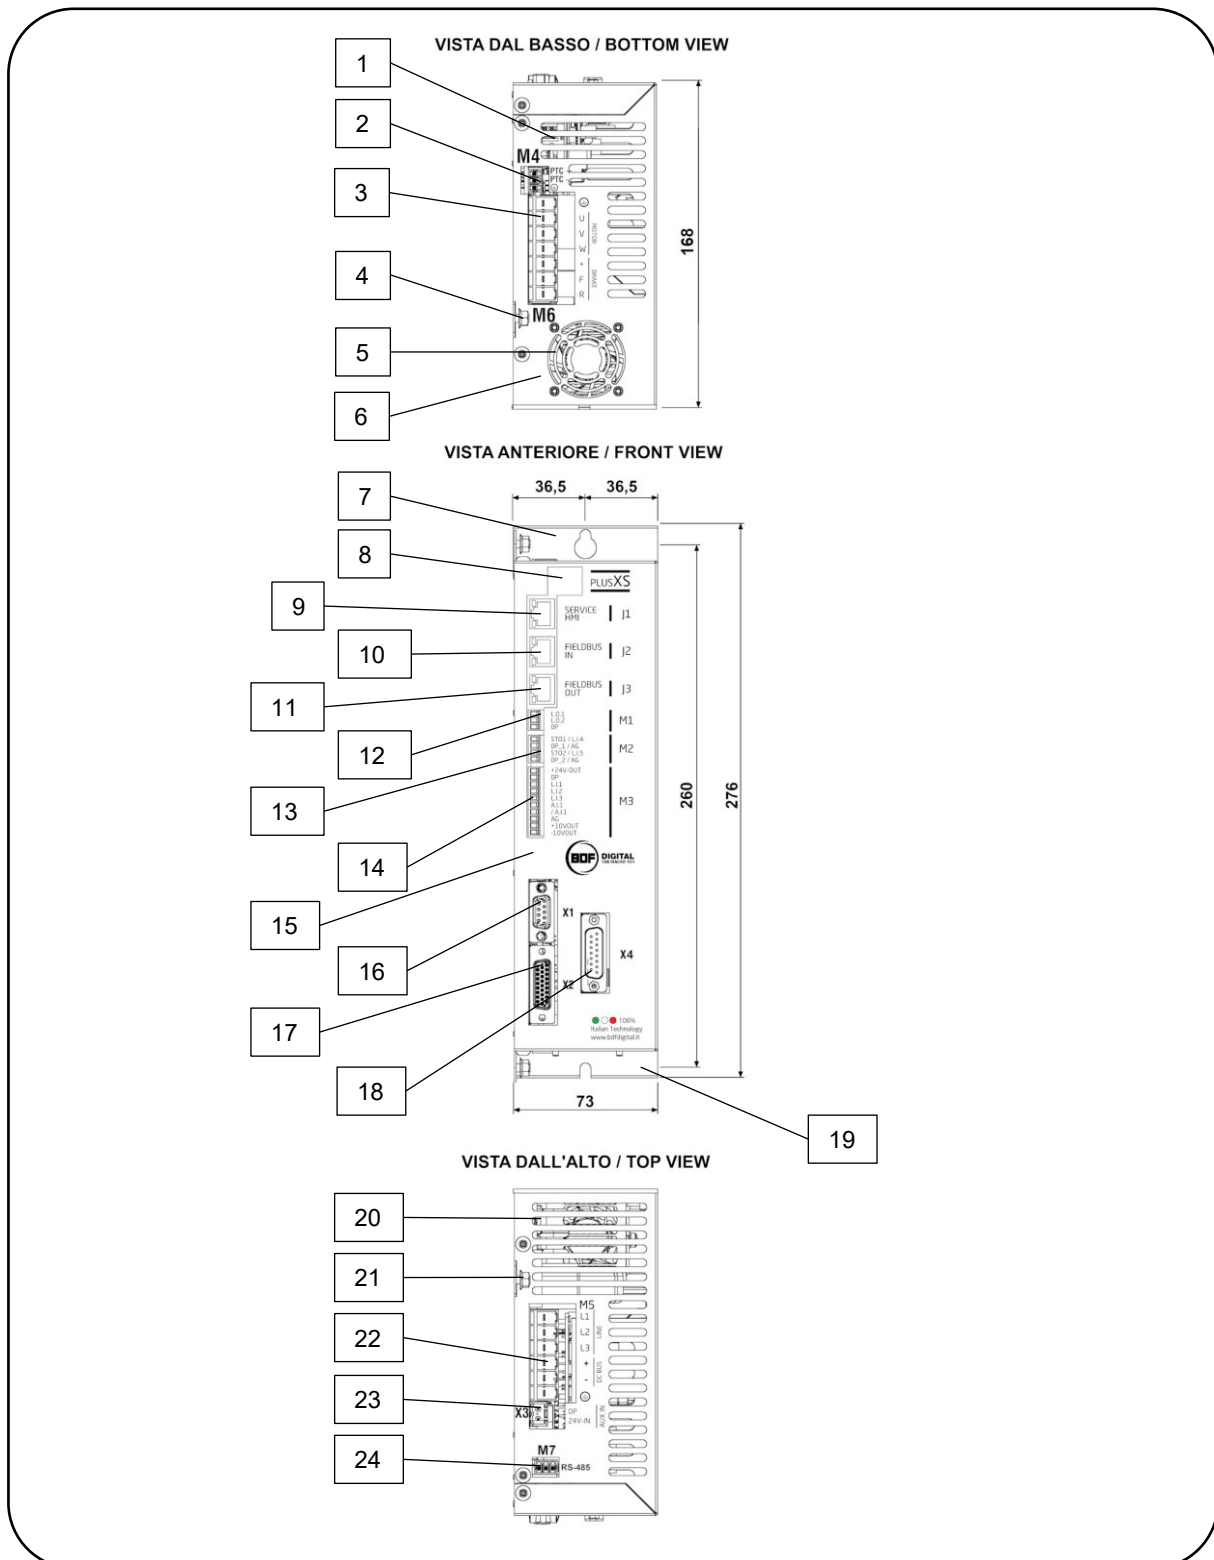 VISTA DAL BASSO / BOTTOM VIEW
1
2
3
4
5
6
M4
PTC
PTC
U
V
W
+
F
R
MOTOR
BRAKE
M6
168
VISTA ANTERIORE / FRONT VIEW
36,5
36,5
7
8
9
10
11
12
13
14
15
16
17
18
19
PLUS XS
SERVICE HMI
J1
FIELDBUS IN
J2
FIELDBUS OUT
J3
L.O.1
L.O.2
0P
M1
STO1 / L.I.4
0P_1 / AG
STO2 / L.I.5
0P_2 / AG
M2
+24V-OUT
0P
L.I.1
L.I.2
L.I.3
A.I.1
/ A.I.1
AG
+10VOUT
-10VOUT
M3
BDF DIGITAL
X1
X2
X4
100%
Italian Technology
www.bdfdigital.it
260
276
73
VISTA DALL'ALTO / TOP VIEW
20
21
22
23
24
M5
L1
L2
L3
LINE
+
-
DC BUS
X3
0P
24V-IN
AUX IN
M7
RS-485